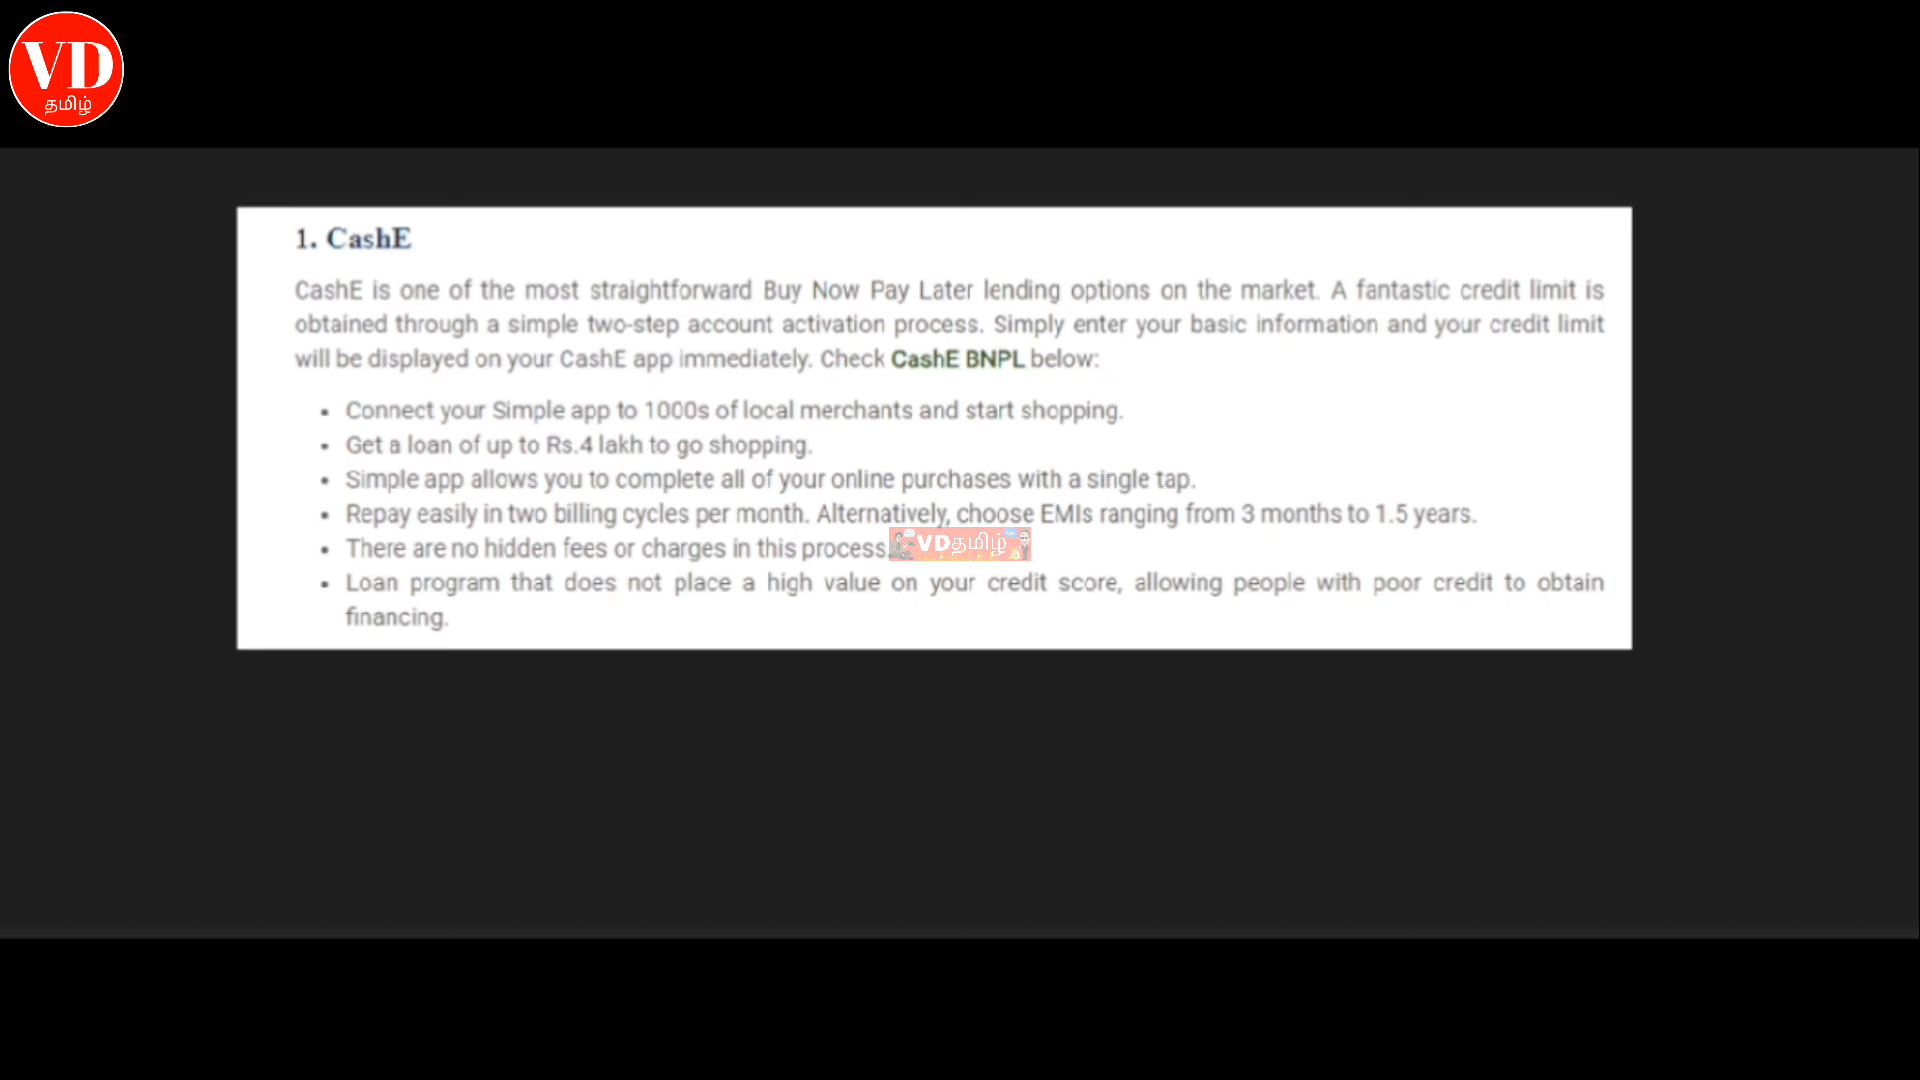 VD
தமிழ்
1. CashE
CashE is one of the most straightforward Buy Now Pay Later lending options on the market. A fantastic credit limit is
obtained through a simple two-step account activation process. Simply enter your basic information and your credit limit
will be displayed on your CashE app immediately. Check CashE BNPL below:
• Connect your Simple app to 1000s of local merchants and start shopping.
• Get a loan of up to Rs.4 lakh to go shopping.
• Simple app allows you to complete all of your online purchases with a single tap.
• Repay easily in two billing cycles per month. Alternatively, choose EMIs ranging from 3 months to 1.5 years.
• There are no hidden fees or charges in this process.
VDதமிழ்
• Loan program that does not place a high value on your credit score, allowing people with poor credit to obtain
financing.